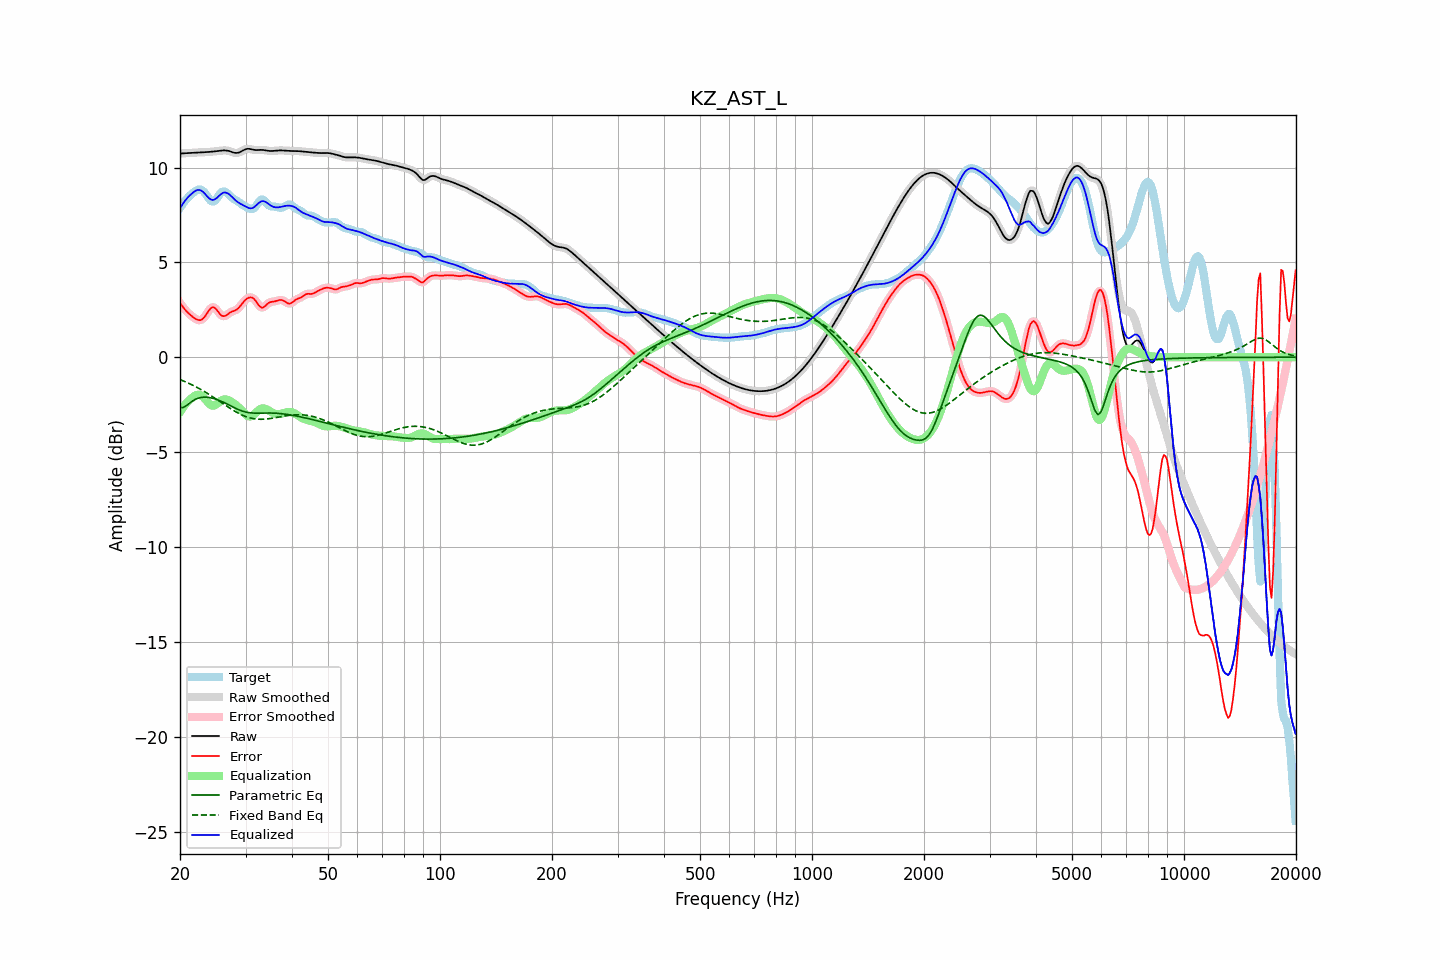 KZ_AST_L
Amplitude (dBr)
10
5
0
−5
−10
−15
−20
−25
Target
Raw Smoothed
Error Smoothed
Raw
Error
Equalization
Parametric Eq
Fixed Band Eq
Equalized
20 50 100 200 500 1000 2000 5000 10000 20000
Frequency (Hz)